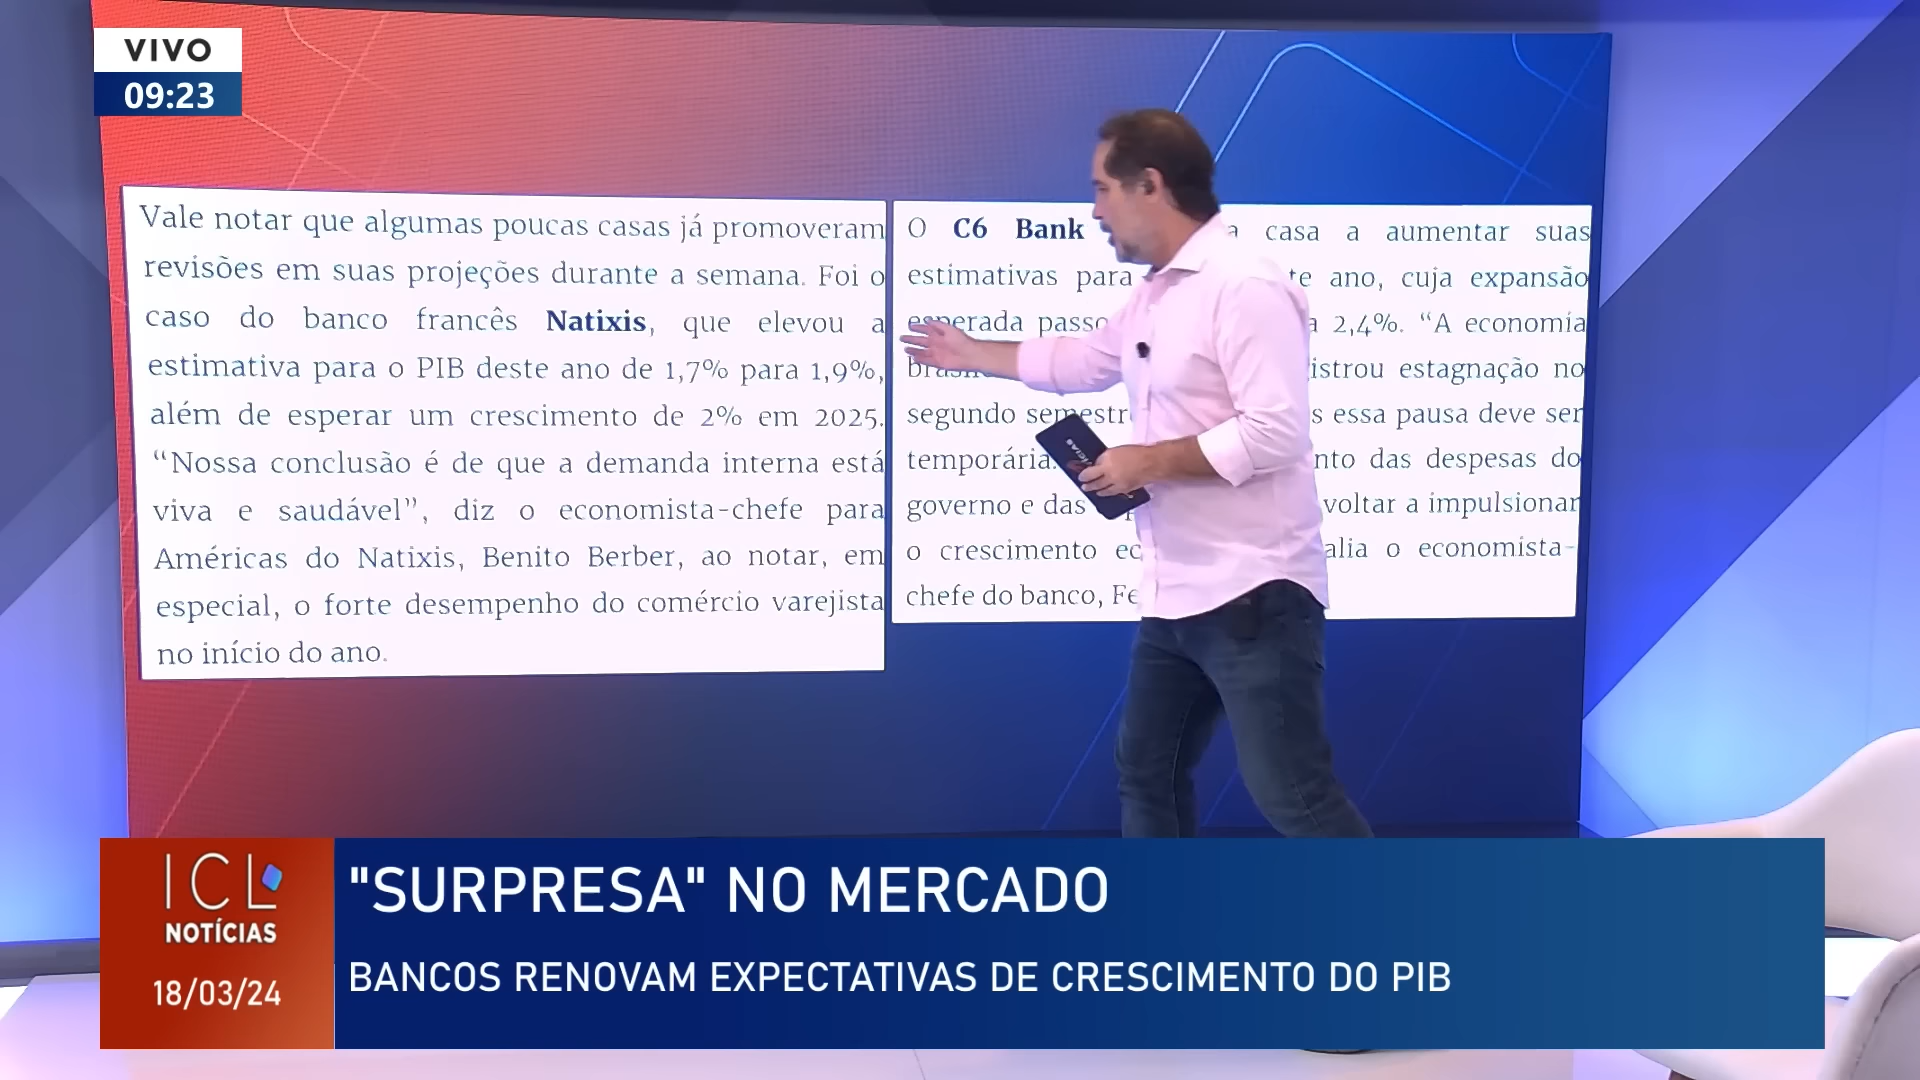 VIVO
09:23
Vale notar que algumas poucas casas já promoveram
revisões em suas projeções durante a semana. Foi o
caso do banco francês Natixis, que elevou a
estimativa para o PIB deste ano de 1,7% para 1,9%,
além de esperar um crescimento de 2% em 2025.
“Nossa conclusão é de que a demanda interna está
viva e saudável”, diz o economista-chefe para
Américas do Natixis, Benito Berber, ao notar, em
especial, o forte desempenho do comércio varejista
no início do ano.
O C6 Bank a casa a aumentar suas
estimativas para te ano, cuja expansão
esperada passo a 2,4%. “A economia
istrou estagnação no
segundo semestr s essa pausa deve ser
temporária. nto das despesas do
governo e das voltar a impulsionar
o crescimento ec alia o economista-
chefe do banco, Fe
ICL
NOTÍCIAS
18/03/24
"SURPRESA" NO MERCADO
BANCOS RENOVAM EXPECTATIVAS DE CRESCIMENTO DO PIB